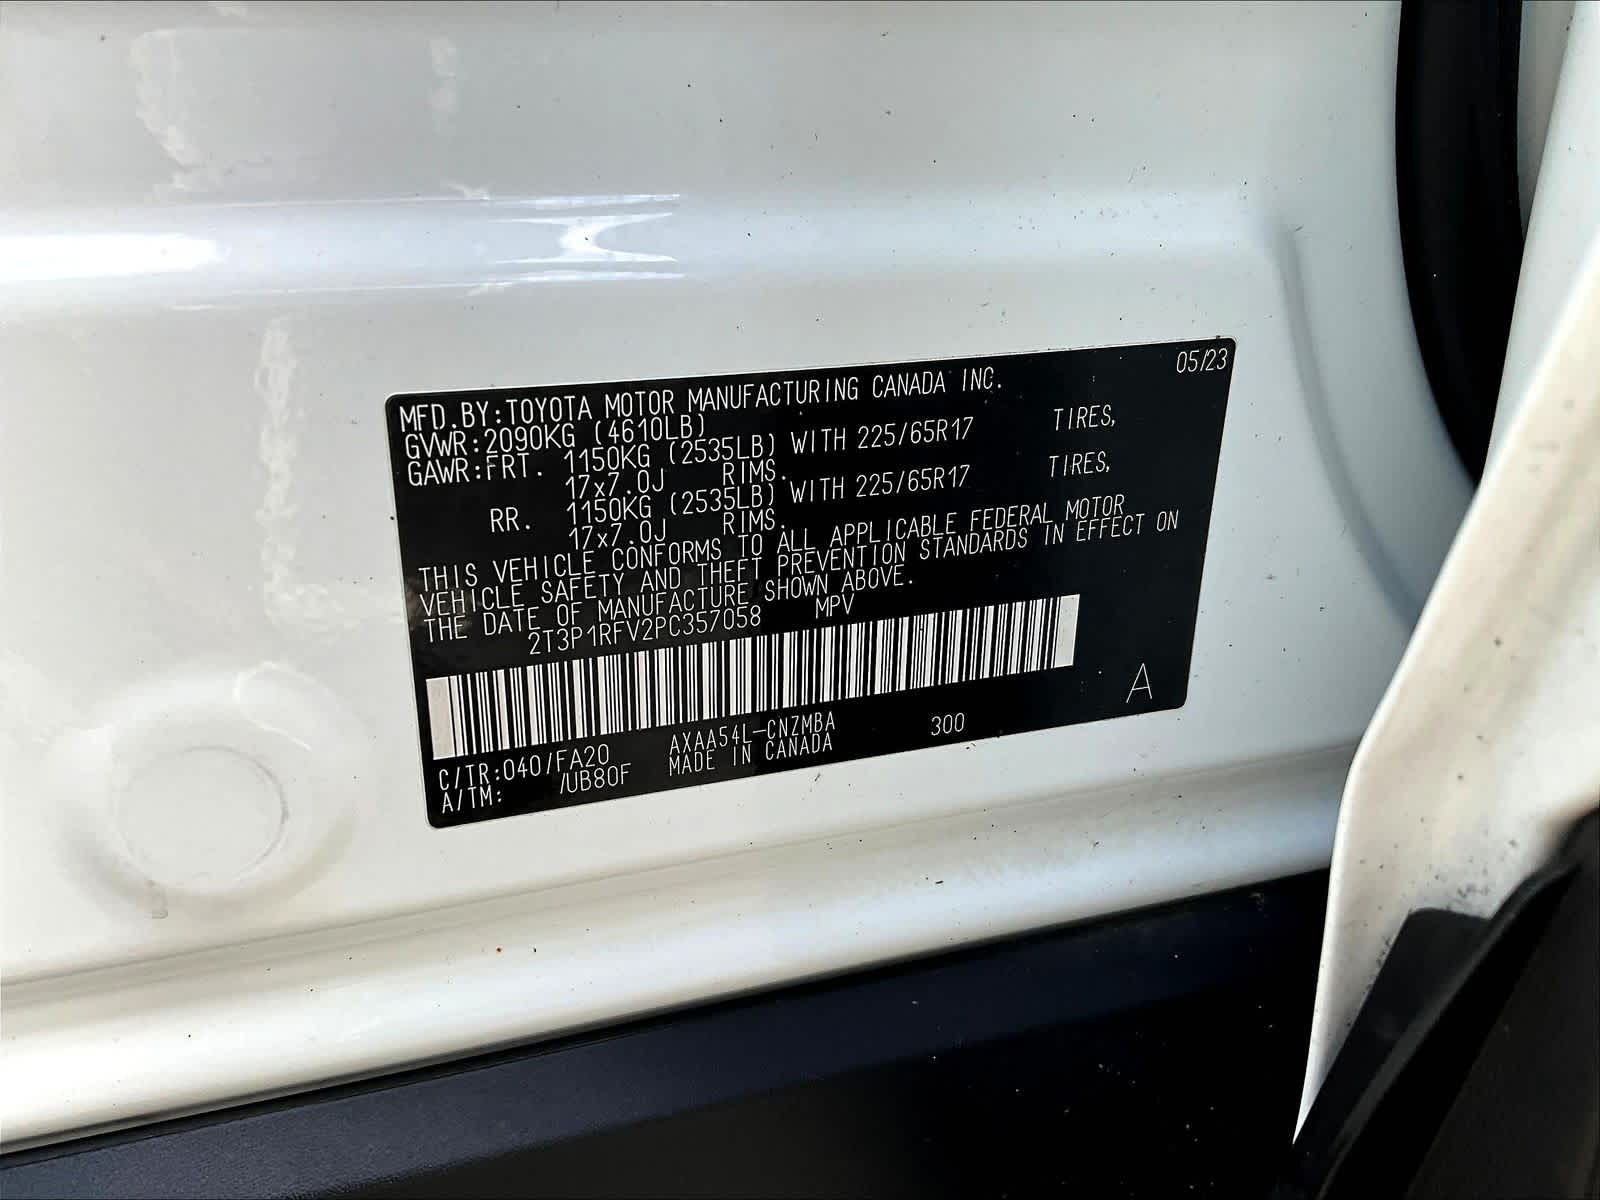 05/23
MFD.BY:TOYOTA MOTOR MANUFACTURING CANADA INC.
GVWR:2090KG (4610LB)
GAWR:FRT. 1150KG (2535LB) WITH 225/65R17 TIRES,
17x7.0J RIMS.
RR. 1150KG (2535LB) WITH 225/65R17 TIRES,
17x7.0J RIMS.
THIS VEHICLE CONFORMS TO ALL APPLICABLE FEDERAL MOTOR
VEHICLE SAFETY AND THEFT PREVENTION STANDARDS IN EFFECT ON
THE DATE OF MANUFACTURE SHOWN ABOVE.
2T3P1RFV2PC357058 MPV
A
C/TR:040/FA20 AXAA54L-CNZMBA 300
A/TM: /UB80F MADE IN CANADA